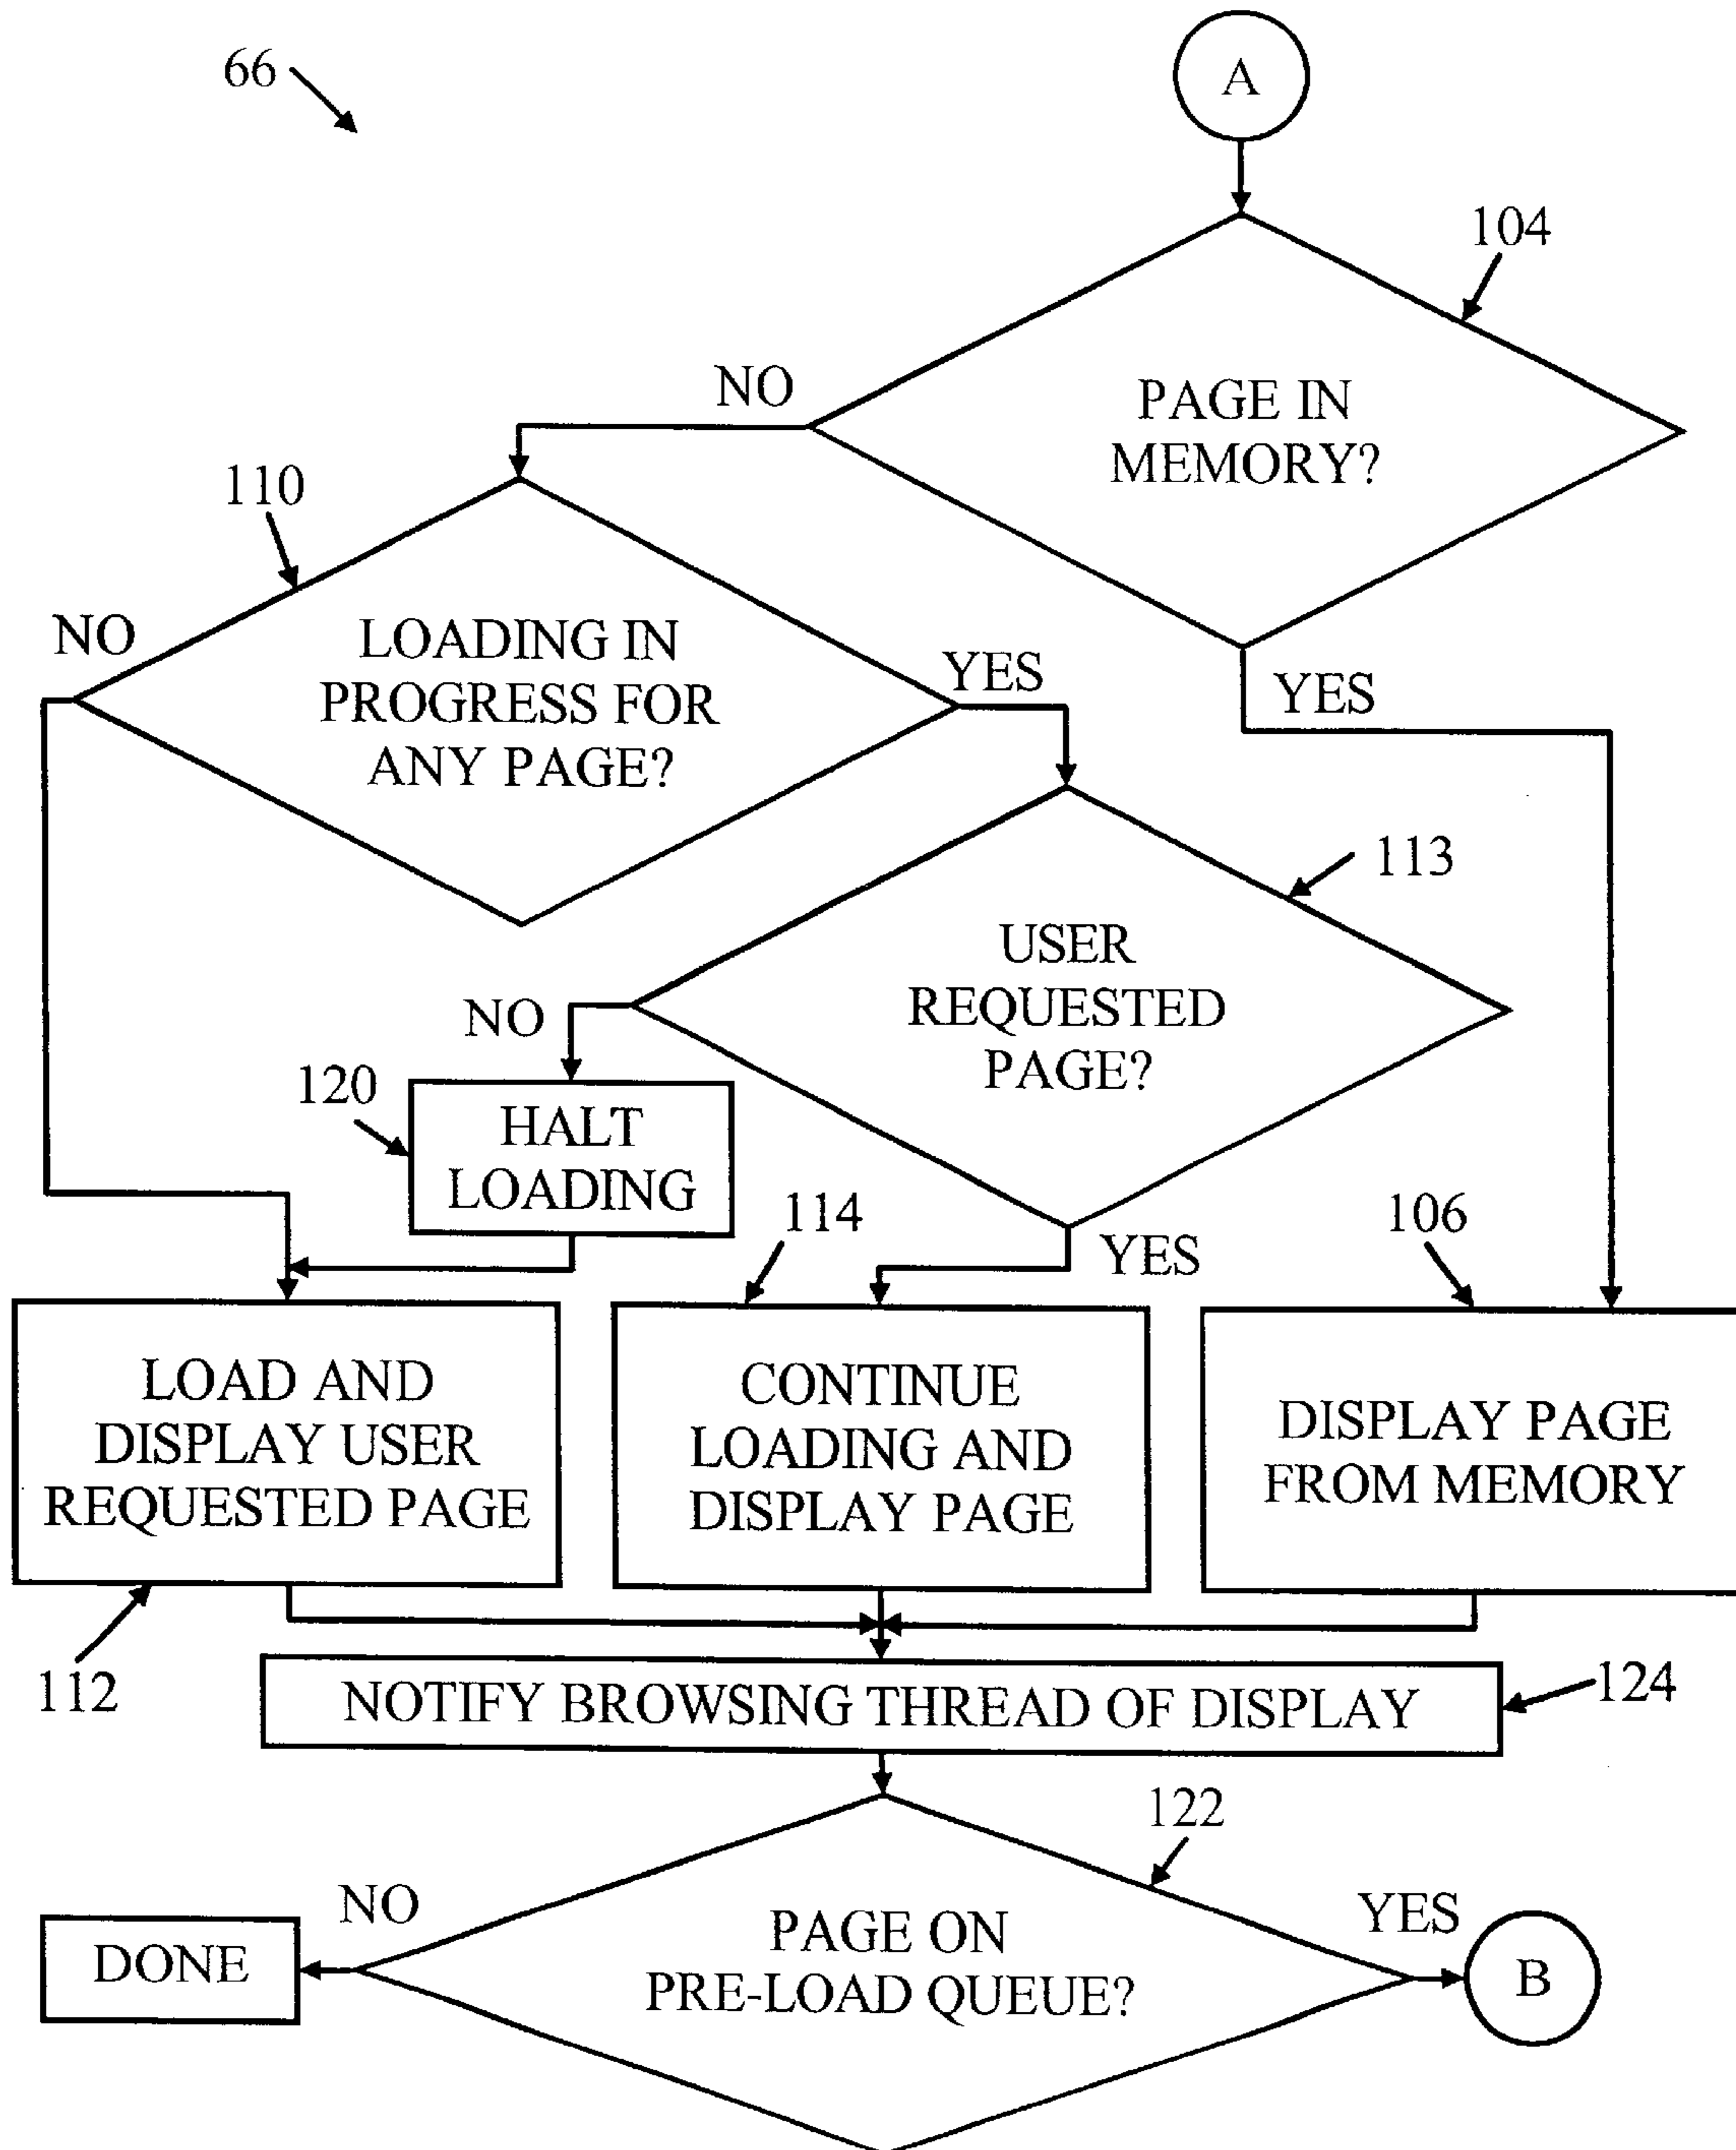 66
A
104
NO
PAGE IN
MEMORY?
110
NO
LOADING IN
PROGRESS FOR
ANY PAGE?
YES
YES
113
USER
REQUESTED
PAGE?
NO
120
HALT
LOADING
114
YES
106
LOAD AND
DISPLAY USER
REQUESTED PAGE
CONTINUE
LOADING AND
DISPLAY PAGE
DISPLAY PAGE
FROM MEMORY
112
NOTIFY BROWSING THREAD OF DISPLAY
124
122
NO
YES
DONE
PAGE ON
PRE-LOAD QUEUE?
B